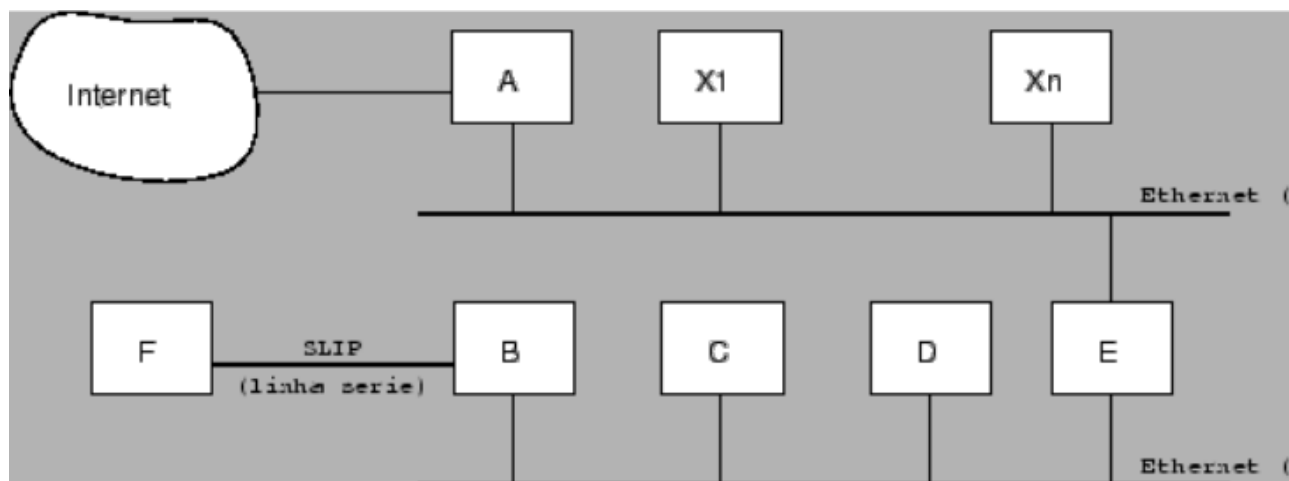 Internet
A
X1
Xn
Ethernet (
F
SLIP
(linha serie)
B
C
D
E
Ethernet (